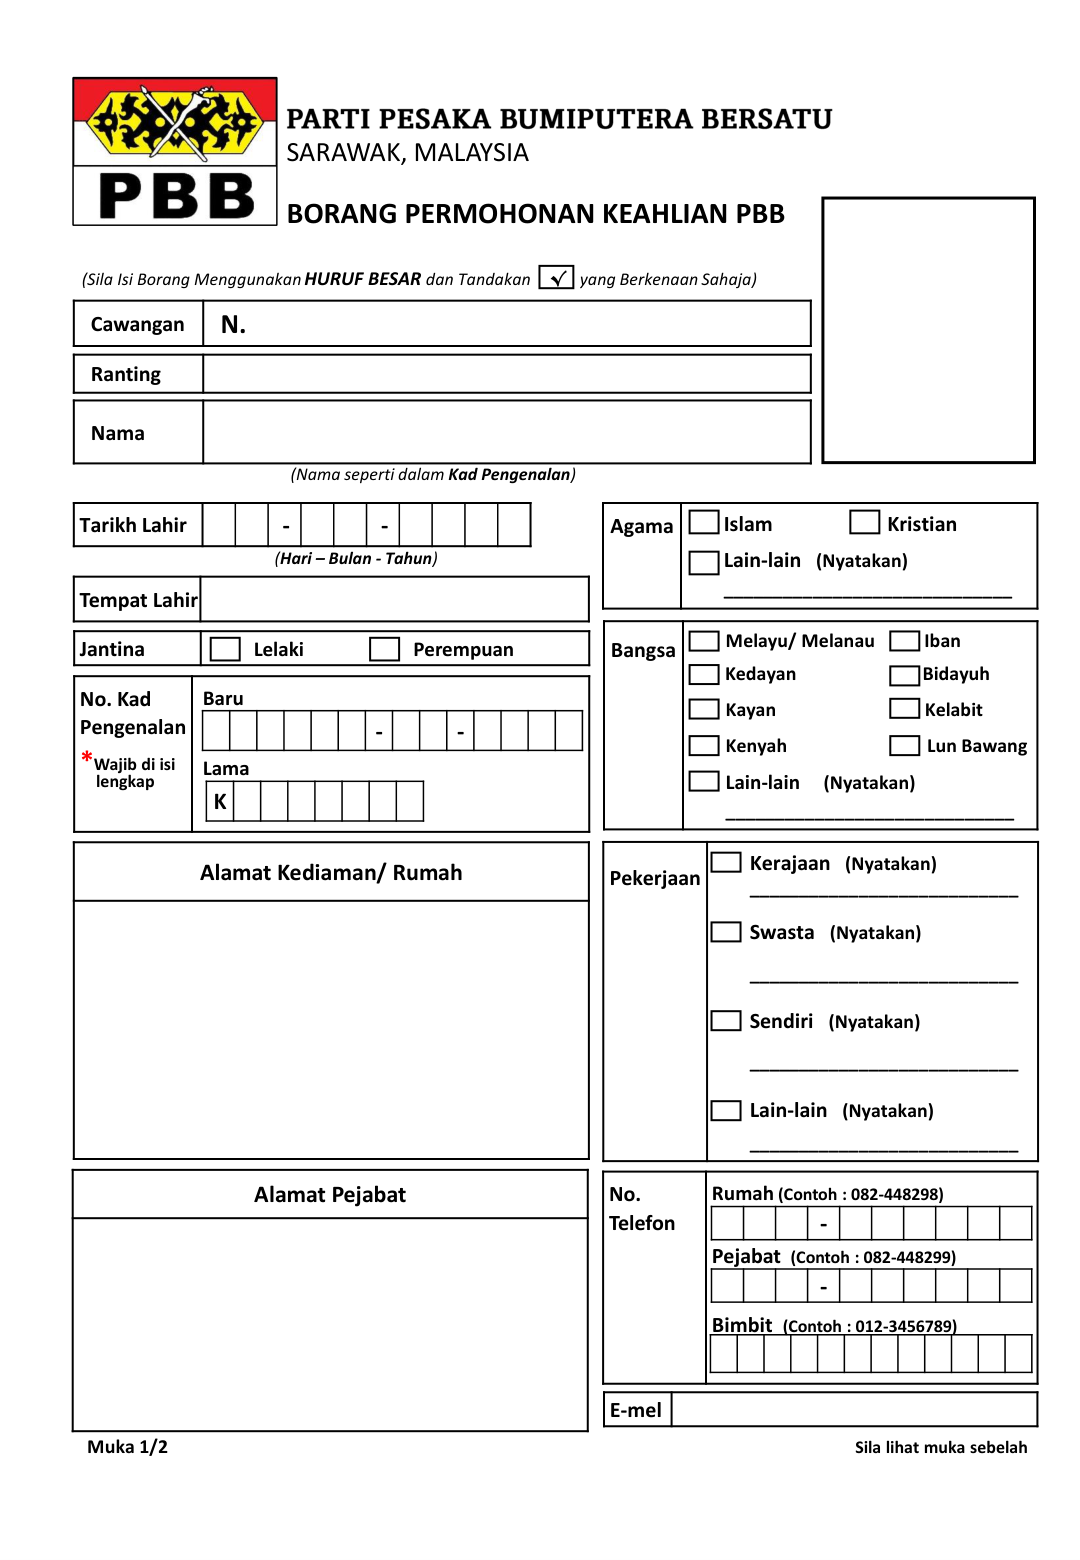 PBB
PARTI PESAKA BUMIPUTERA BERSATU
SARAWAK, MALAYSIA
BORANG PERMOHONAN KEAHLIAN PBB
(Sila Isi Borang Menggunakan HURUF BESAR dan Tandakan √ yang Berkenaan Sahaja)
Cawangan N.
Ranting
Nama
(Nama seperti dalam Kad Pengenalan)
Tarikh Lahir - -
(Hari – Bulan - Tahun)
Tempat Lahir
Jantina Lelaki Perempuan
No. Kad
Pengenalan
*Wajib di isi
lengkap
Baru
- -
Lama
K
Agama Islam Kristian
Lain-lain (Nyatakan)
Bangsa Melayu/ Melanau Iban
Kedayan Bidayuh
Kayan Kelabit
Kenyah Lun Bawang
Lain-lain (Nyatakan)
Alamat Kediaman/ Rumah
Pekerjaan Kerajaan (Nyatakan)
Swasta (Nyatakan)
Sendiri (Nyatakan)
Lain-lain (Nyatakan)
Alamat Pejabat
No.
Telefon
Rumah (Contoh : 082-448298)
-
Pejabat (Contoh : 082-448299)
-
Bimbit (Contoh : 012-3456789)
E-mel
Muka 1/2
Sila lihat muka sebelah